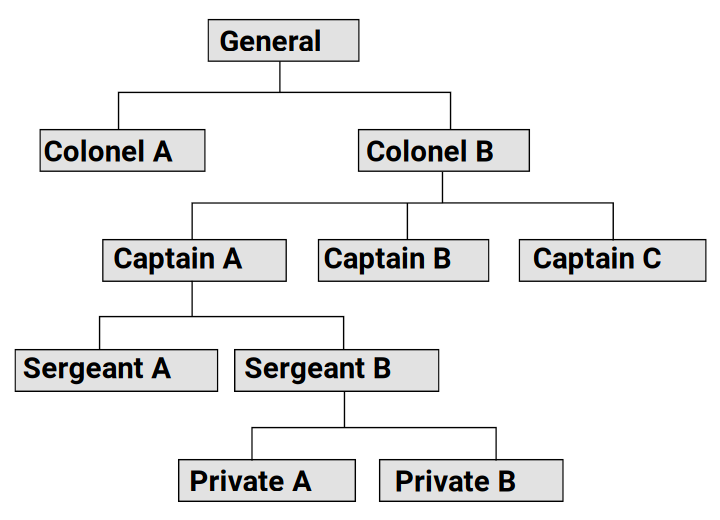 General
Colonel A
Colonel B
Captain A
Captain B
Captain C
Sergeant A
Sergeant B
Private A
Private B